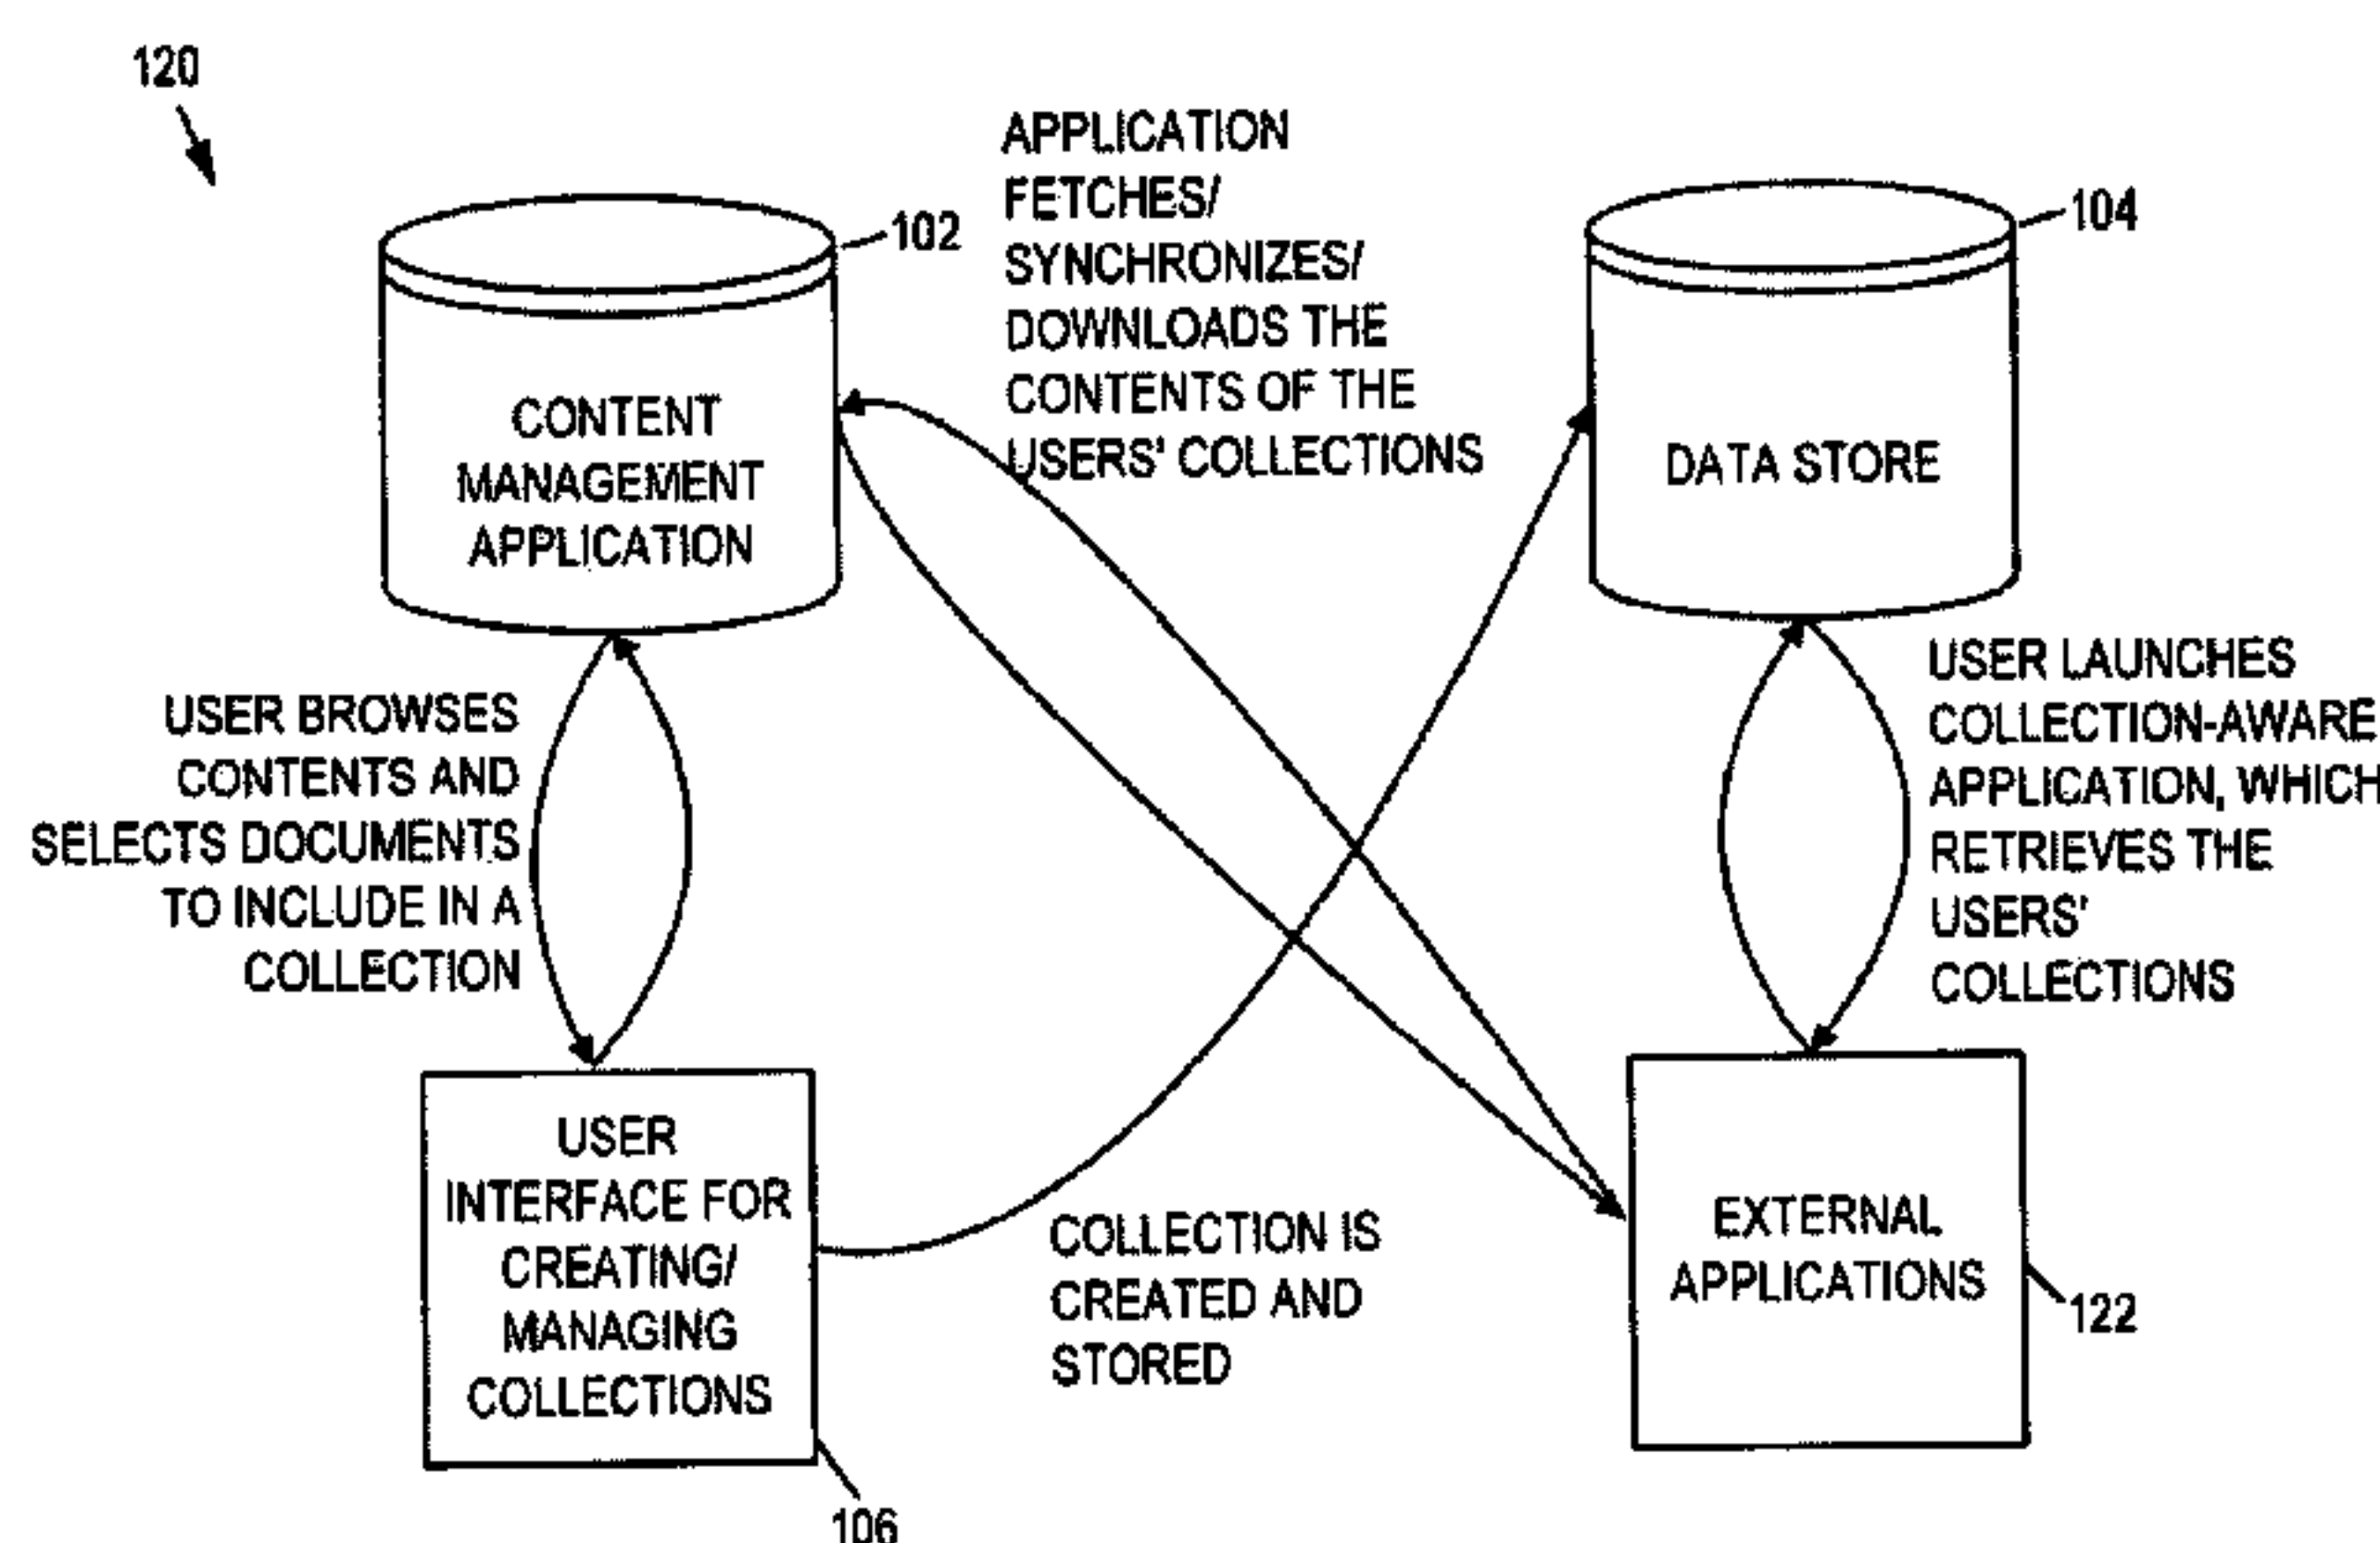 120
APPLICATION
FETCHES/
SYNCHRONIZES/
DOWNLOADS THE
CONTENTS OF THE
USERS' COLLECTIONS
102
104
CONTENT
MANAGEMENT
APPLICATION
DATA STORE
USER BROWSES
CONTENTS AND
SELECTS DOCUMENTS
TO INCLUDE IN A
COLLECTION
USER LAUNCHES
COLLECTION-AWARE
APPLICATION, WHICH
RETRIEVES THE
USERS'
COLLECTIONS
USER
INTERFACE FOR
CREATING/
MANAGING
COLLECTIONS
106
COLLECTION IS
CREATED AND
STORED
EXTERNAL
APPLICATIONS
122